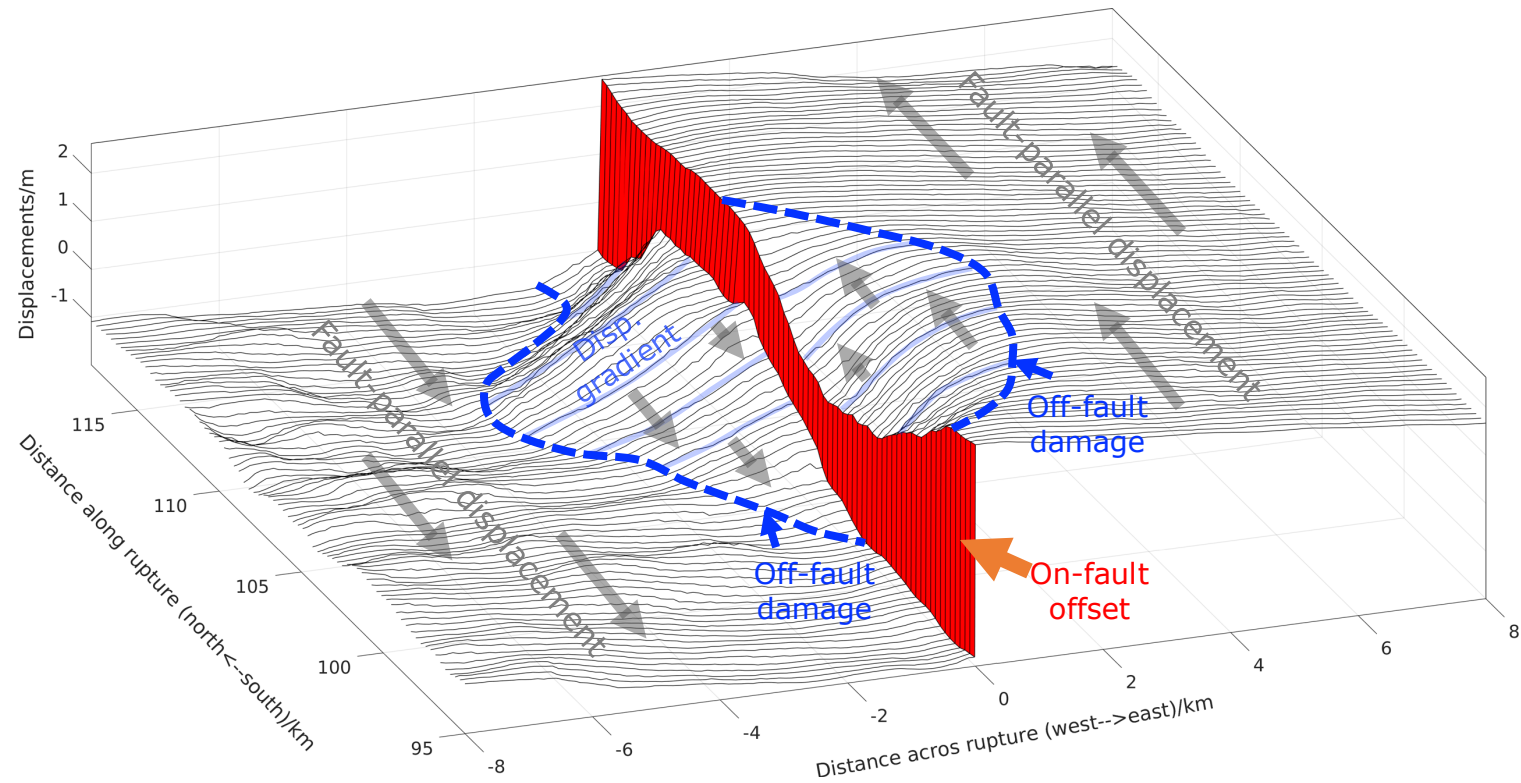 Displacements/m
2
1
0
-1
Fault-parallel displacement
Disp.
gradient
Fault-parallel displacement
Off-fault
damage
Off-fault
damage
On-fault
offset
Distance along rupture (north<--south)/km
115
110
105
100
95
-8
-6
-4
-2
0
2
4
6
8
Distance acros rupture (west-->east)/km